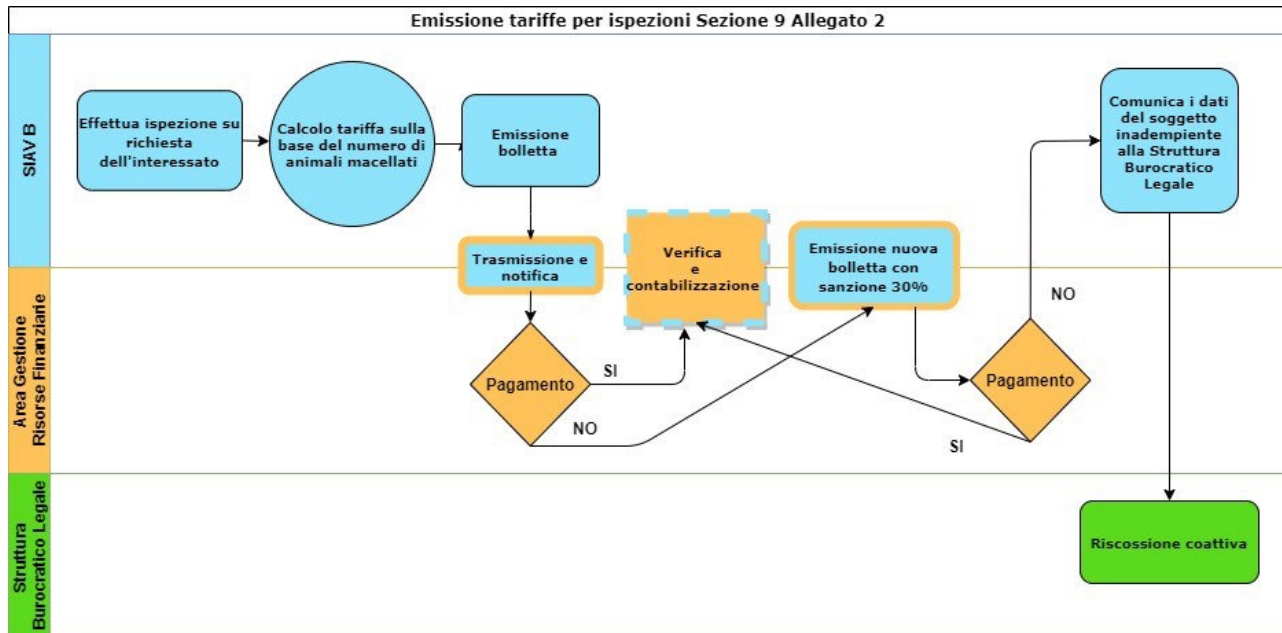 Emissione tariffe per ispezioni Sezione 9 Allegato 2
SIAV B
Effettua ispezione su
richiesta
dell'interessato
Calcolo tariffa sulla
base del numero di
animali macellati
Emissione
bolletta
Comunica i dati
del soggetto
inadempiente
alla Struttura
Burocratico
Legale
Trasmissione e
notifica
Verifica
e
contabilizzazione
Emissione nuova
bolletta con
sanzione 30%
Area Gestione
Risorse Finanziarie
Pagamento
SI
NO
NO
Pagamento
SI
Struttura
Burocratico Legale
Riscossione coattiva